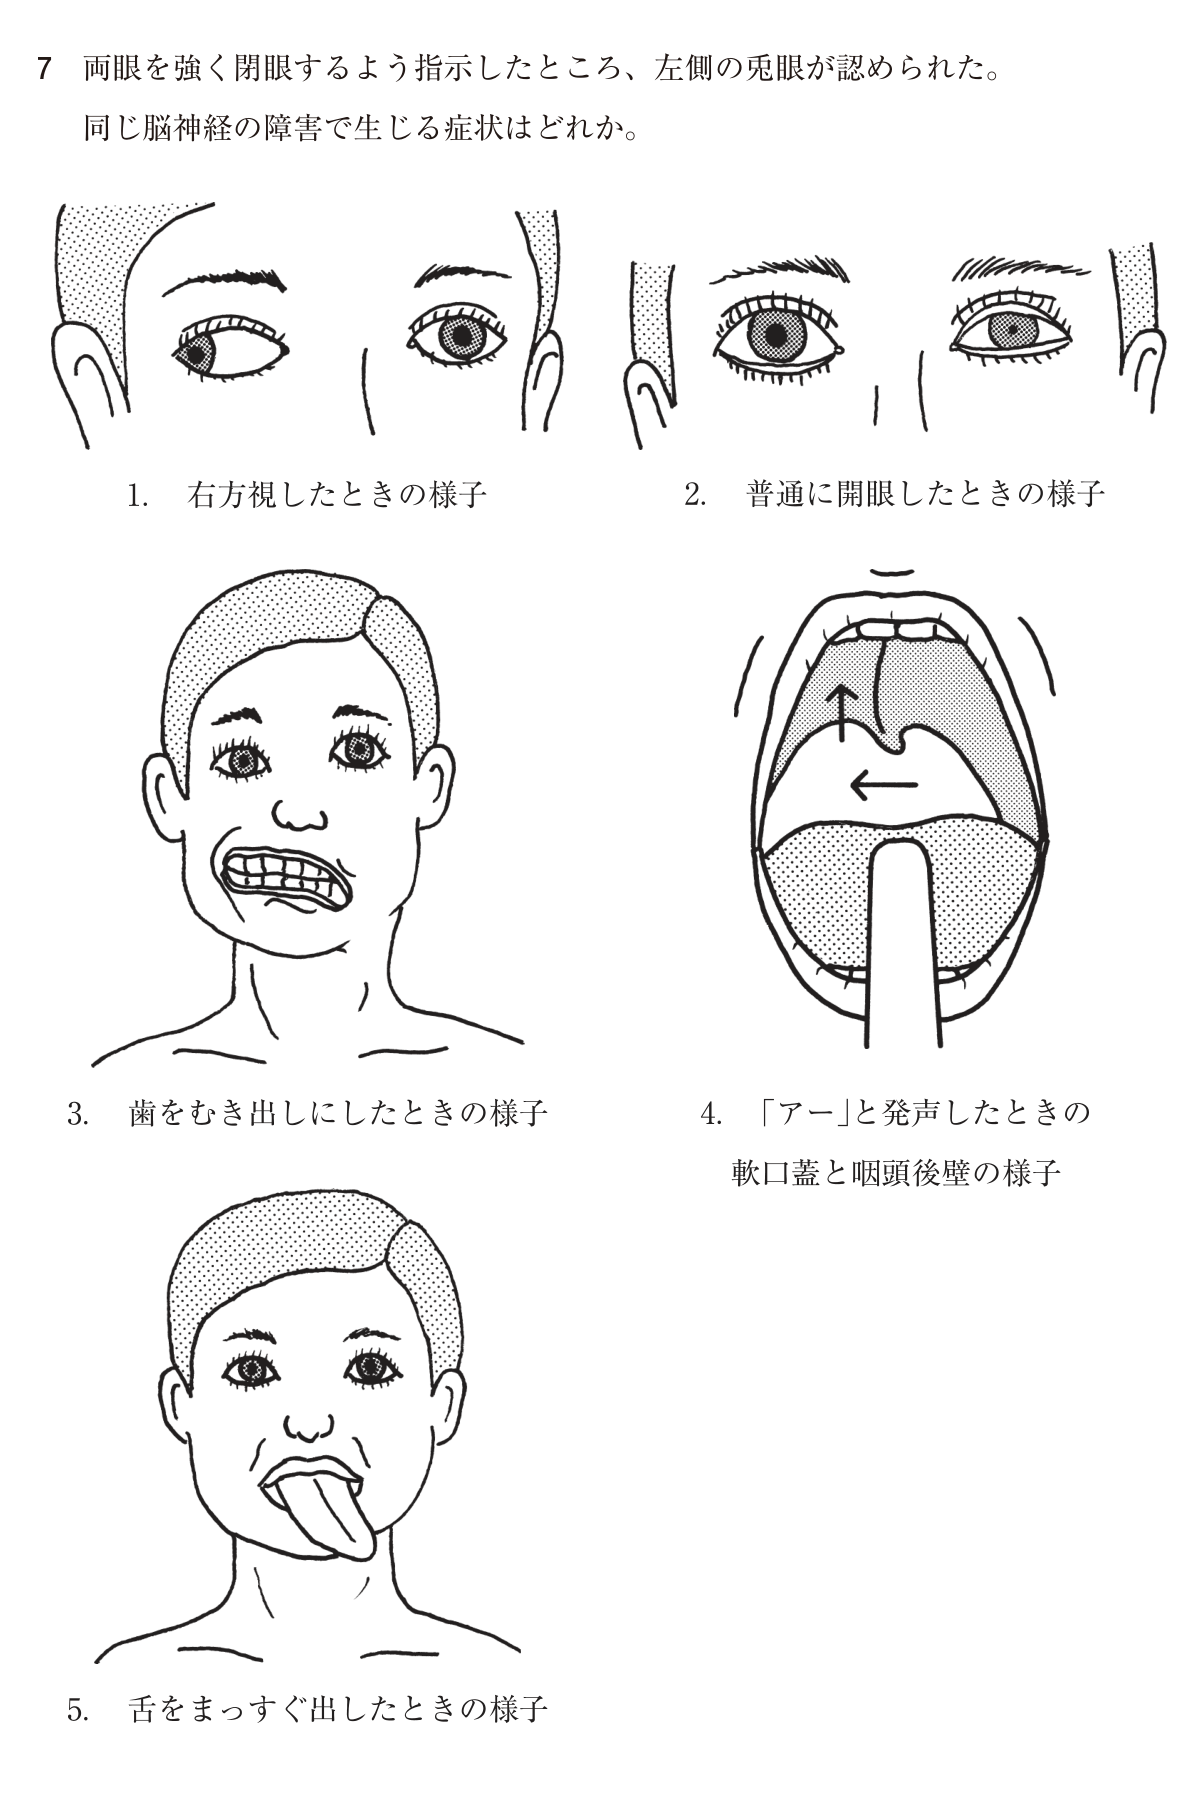 7 両眼を強く閉眼するよう指示したところ、左側の兎眼が認められた。
同じ脳神経の障害で生じる症状はどれか。
1. 右方視したときの様子
2. 普通に開眼したときの様子
3. 歯をむき出しにしたときの様子
4. 「アー」と発声したときの
軟口蓋と咽頭後壁の様子
5. 舌をまっすぐ出したときの様子